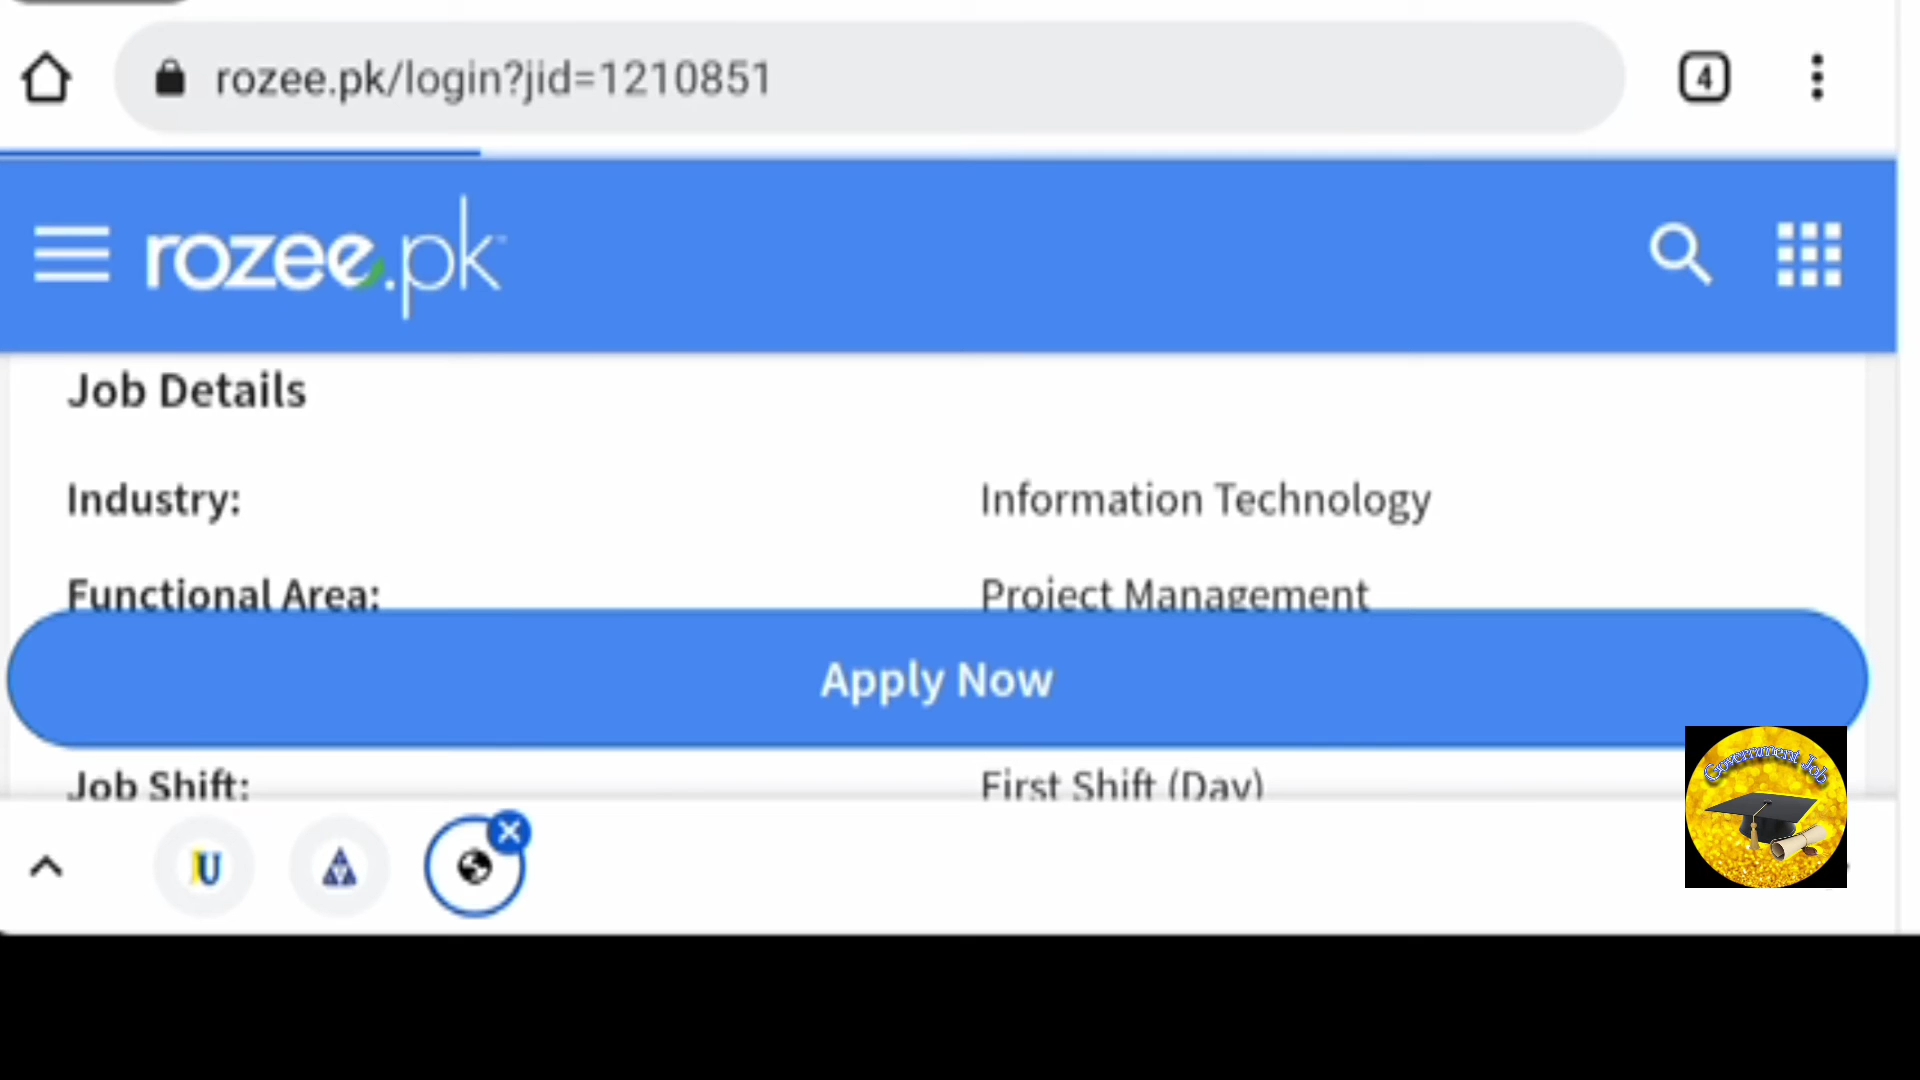 rozee.pk/login?jid=1210851
4
rozee.pk
Job Details
Industry: Information Technology
Functional Area: Project Management
Apply Now
Job Shift: First Shift (Day)
Government Job
JU